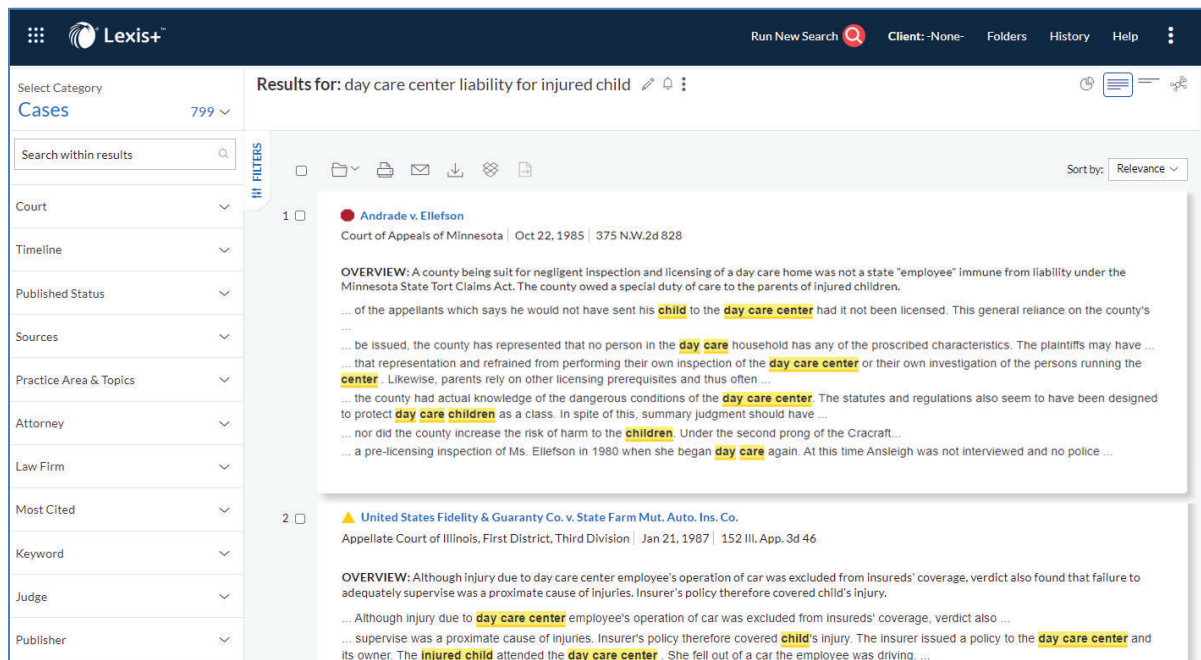 Lexis+™
Run New Search
Client: -None-
Folders
History
Help
Select Category
Cases
799
Results for: day care center liability for injured child
Search within results
FILTERS
Sort by:
Relevance
Court
Timeline
Published Status
Sources
Practice Area & Topics
Attorney
Law Firm
Most Cited
Keyword
Judge
Publisher
1
Andrade v. Ellefson
Court of Appeals of Minnesota | Oct 22, 1985 | 375 N.W.2d 828
OVERVIEW: A county being suit for negligent inspection and licensing of a day care home was not a state "employee" immune from liability under the
Minnesota State Tort Claims Act. The county owed a special duty of care to the parents of injured children.
... of the appellants which says he would not have sent his child to the day care center had it not been licensed. This general reliance on the county's
...
... be issued, the county has represented that no person in the day care household has any of the proscribed characteristics. The plaintiffs may have ...
... that representation and refrained from performing their own inspection of the day care center or their own investigation of the persons running the
center . Likewise, parents rely on other licensing prerequisites and thus often ...
... the county had actual knowledge of the dangerous conditions of the day care center. The statutes and regulations also seem to have been designed
to protect day care children as a class. In spite of this, summary judgment should have ...
... nor did the county increase the risk of harm to the children. Under the second prong of the Cracraft...
... a pre-licensing inspection of Ms. Ellefson in 1980 when she began day care again. At this time Ansleigh was not interviewed and no police ...
2
United States Fidelity & Guaranty Co. v. State Farm Mut. Auto. Ins. Co.
Appellate Court of Illinois, First District, Third Division | Jan 21, 1987 | 152 Ill. App. 3d 46
OVERVIEW: Although injury due to day care center employee's operation of car was excluded from insureds' coverage, verdict also found that failure to
adequately supervise was a proximate cause of injuries. Insurer's policy therefore covered child's injury.
... Although injury due to day care center employee's operation of car was excluded from insureds' coverage, verdict also ...
... supervise was a proximate cause of injuries. Insurer's policy therefore covered child's injury. The insurer issued a policy to the day care center and
its owner. The injured child attended the day care center . She fell out of a car the employee was driving. ...